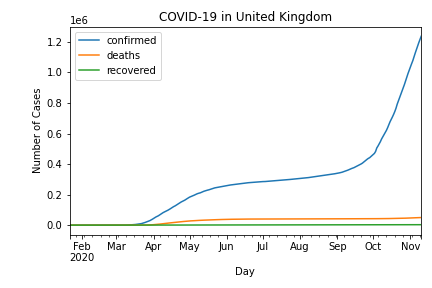 COVID-19 in United Kingdom
1e6
confirmed
deaths
recovered
Number of Cases
1.2
1.0
0.8
0.6
0.4
0.2
0.0
Feb Mar Apr May Jun Jul Aug Sep Oct Nov
2020
Day